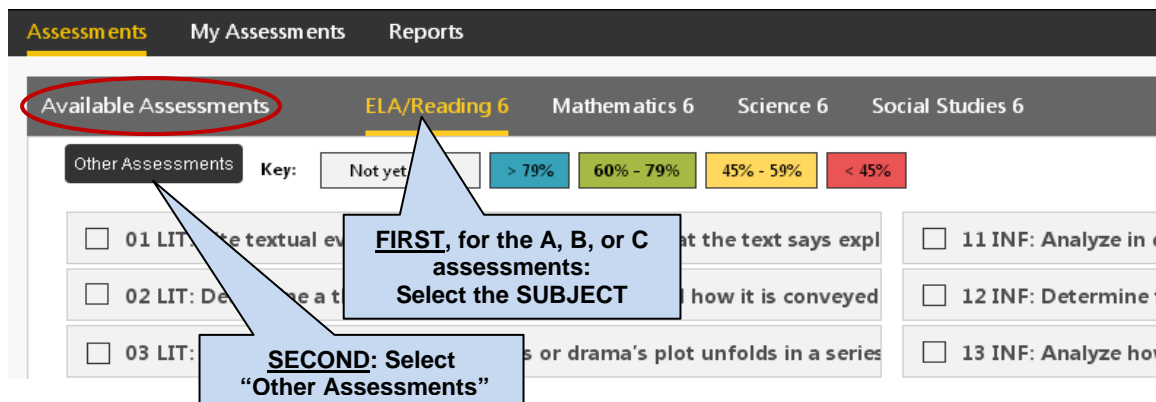 Assessments My Assessments Reports
Available Assessments ELA/Reading 6 Mathematics 6 Science 6 Social Studies 6
Other Assessments Key: Not yet > 79% 60% - 79% 45% - 59% < 45%
01 LIT: textual at the text says expl 11 INF: Analyze in
FIRST, for the A, B, or C
assessments:
Select the SUBJECT
02 LIT: a how it is conveyed 12 INF: Determine
03 LIT: or drama's plot unfolds in a series 13 INF: Analyze
SECOND: Select
“Other Assessments”